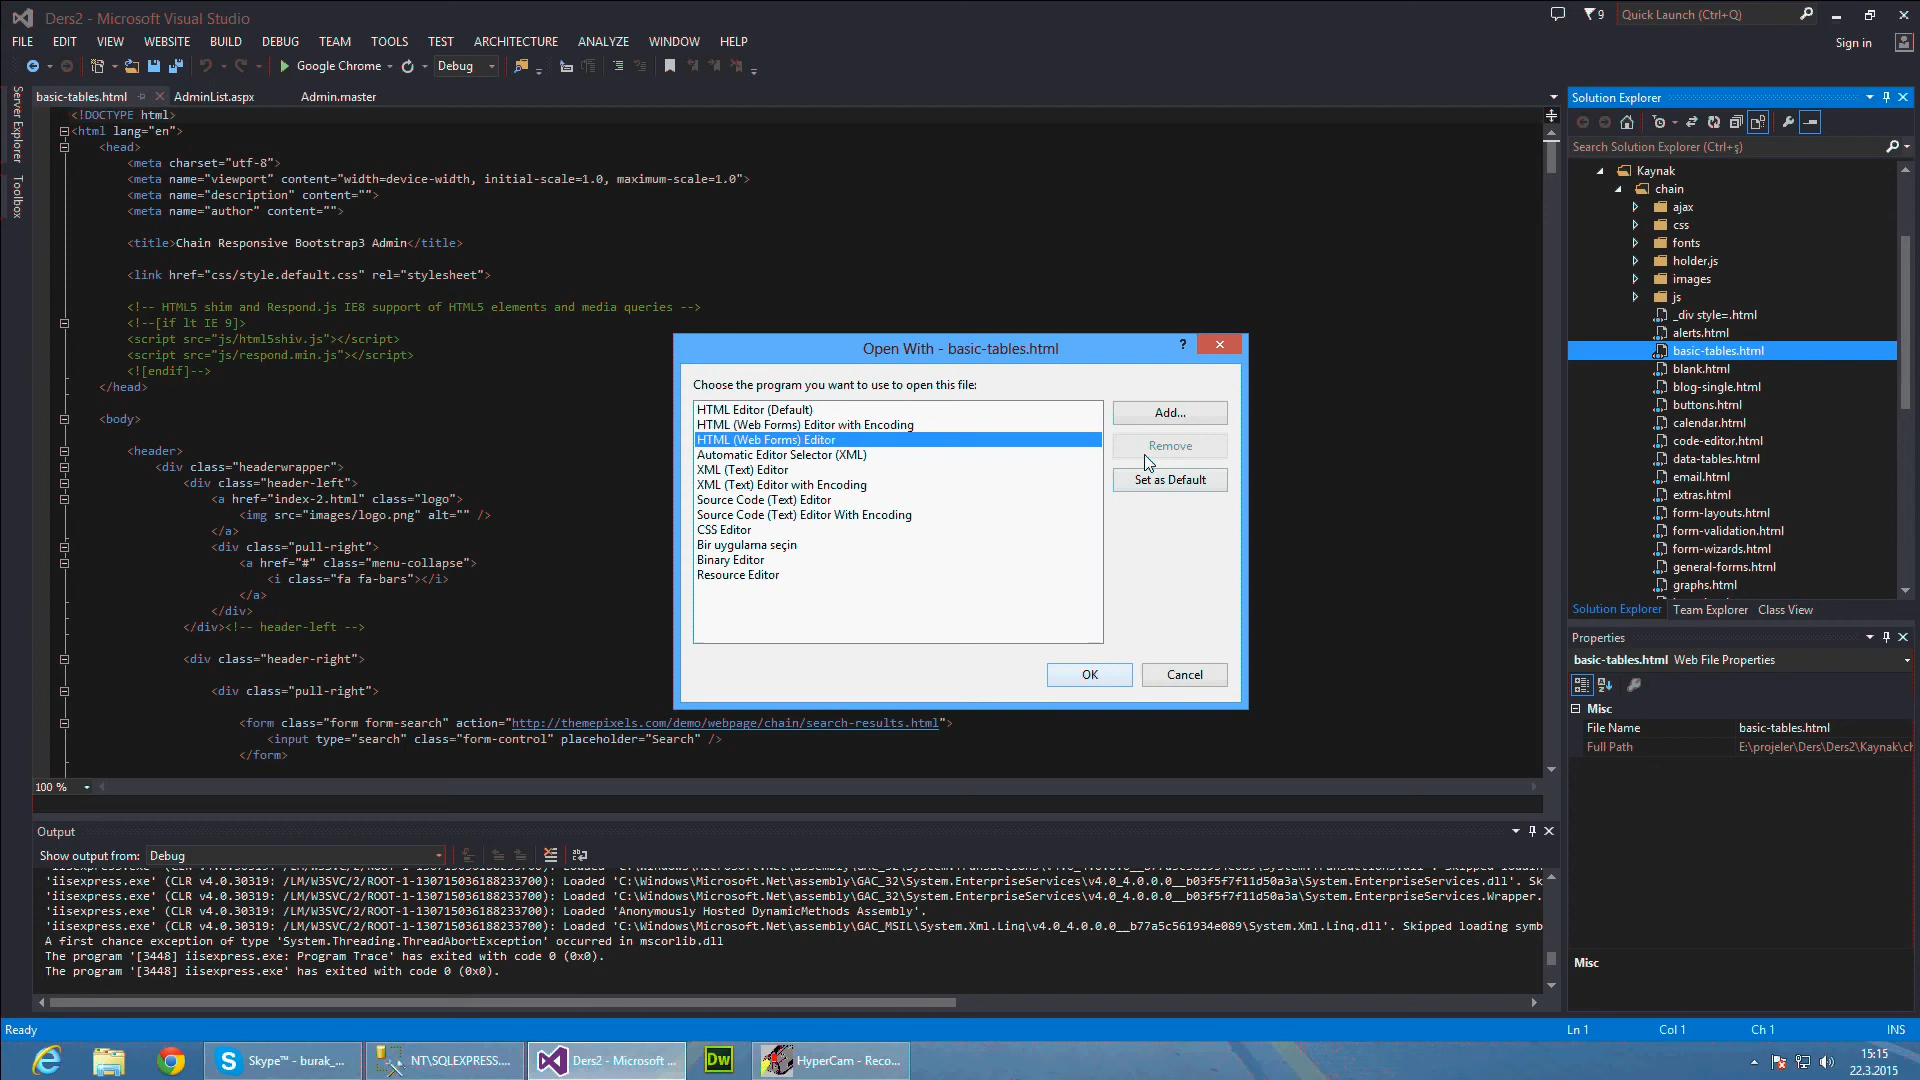 Ders2 - Microsoft Visual Studio
9
Quick Launch (Ctrl+Q)
FILE EDIT VIEW WEBSITE BUILD DEBUG TEAM TOOLS TEST ARCHITECTURE ANALYZE WINDOW HELP
Sign in
Google Chrome
Debug
Server Explorer
Toolbox
basic-tables.html AdminList.aspx Admin.master
<!DOCTYPE html>
<html lang="en">
<head>
<meta charset="utf-8">
<meta name="viewport" content="width=device-width, initial-scale=1.0, maximum-scale=1.0">
<meta name="description" content="">
<meta name="author" content="">
<title>Chain Responsive Bootstrap3 Admin</title>
<link href="css/style.default.css" rel="stylesheet">
<!-- HTML5 shim and Respond.js IE8 support of HTML5 elements and media queries -->
<!--[if lt IE 9]>
<script src="js/html5shiv.js"></script>
<script src="js/respond.min.js"></script>
<![endif]-->
</head>
<body>
<header>
<div class="headerwrapper">
<div class="header-left">
<a href="index-2.html" class="logo">
<img src="images/logo.png" alt="" />
</a>
<div class="pull-right">
<a href="#" class="menu-collapse">
<i class="fa fa-bars"></i>
</a>
</div>
</div><!-- header-left -->
<div class="header-right">
<div class="pull-right">
<form class="form form-search" action="http://themepixels.com/demo/webpage/chain/search-results.html">
<input type="search" class="form-control" placeholder="Search" />
</form>
100 %
Open With - basic-tables.html
?
Choose the program you want to use to open this file:
HTML Editor (Default)
HTML (Web Forms) Editor with Encoding
HTML (Web Forms) Editor
Automatic Editor Selector (XML)
XML (Text) Editor
XML (Text) Editor with Encoding
Source Code (Text) Editor
Source Code (Text) Editor With Encoding
CSS Editor
Bir uygulama seçin
Binary Editor
Resource Editor
Add...
Remove
Set as Default
OK
Cancel
Solution Explorer
Search Solution Explorer (Ctrl+ş)
Kaynak
chain
ajax
css
fonts
holder.js
images
js
_div style=.html
alerts.html
basic-tables.html
blank.html
blog-single.html
buttons.html
calendar.html
code-editor.html
data-tables.html
email.html
extras.html
form-layouts.html
form-validation.html
form-wizards.html
general-forms.html
graphs.html
Solution Explorer Team Explorer Class View
Properties
basic-tables.html Web File Properties
Misc
File Name basic-tables.html
Full Path E:\projeler\Ders\Ders2\Kaynak\ch
Misc
Output
Show output from: Debug
'iisexpress.exe' (CLR v4.0.30319: /LM/W3SVC/2/ROOT-1-130715036188233700): Loaded 'C:\Windows\Microsoft.Net\assembly\GAC_32\System.EnterpriseServices\v4.0_4.0.0.0__b03f5f7f11d50a3a\System.EnterpriseServices.dll'. Sk
'iisexpress.exe' (CLR v4.0.30319: /LM/W3SVC/2/ROOT-1-130715036188233700): Loaded 'C:\Windows\Microsoft.Net\assembly\GAC_32\System.EnterpriseServices\v4.0_4.0.0.0__b03f5f7f11d50a3a\System.EnterpriseServices.Wrapper.
'iisexpress.exe' (CLR v4.0.30319: /LM/W3SVC/2/ROOT-1-130715036188233700): Loaded 'Anonymously Hosted DynamicMethods Assembly'.
'iisexpress.exe' (CLR v4.0.30319: /LM/W3SVC/2/ROOT-1-130715036188233700): Loaded 'C:\Windows\Microsoft.Net\assembly\GAC_MSIL\System.Xml.Linq\v4.0_4.0.0.0__b77a5c561934e089\System.Xml.Linq.dll'. Skipped loading symb
A first chance exception of type 'System.Threading.ThreadAbortException' occurred in mscorlib.dll
The program '[3448] iisexpress.exe: Program Trace' has exited with code 0 (0x0).
The program '[3448] iisexpress.exe' has exited with code 0 (0x0).
Ready
Ln 1 Col 1 Ch 1 INS
Skype™ - burak_...
NT\SQLEXPRESS....
Ders2 - Microsoft ...
Dw
HyperCam - Reco...
15:15
22.3.2015